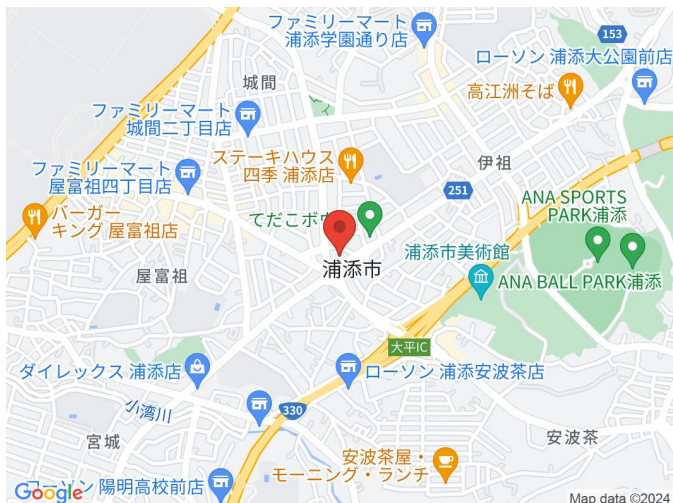 ファミリーマート
浦添学園通り店
153
ローソン 浦添大公園前店
城間
高江洲そば
ファミリーマート
城間二丁目店
ステーキハウス
四季 浦添店
伊祖
ファミリーマート
屋富祖四丁目店
251
ANA SPORTS
PARK浦添
バーガー
キング 屋富祖店
てだこボウ
浦添市美術館
屋富祖
浦添市
ANA BALL PARK浦添
大平IC
ダイレックス 浦添店
ローソン 浦添安波茶店
小湾川
330
宮城
安波茶
安波茶屋・
モーニング・ランチ
ローソン 陽明高校前店
Google
Map data ©2024